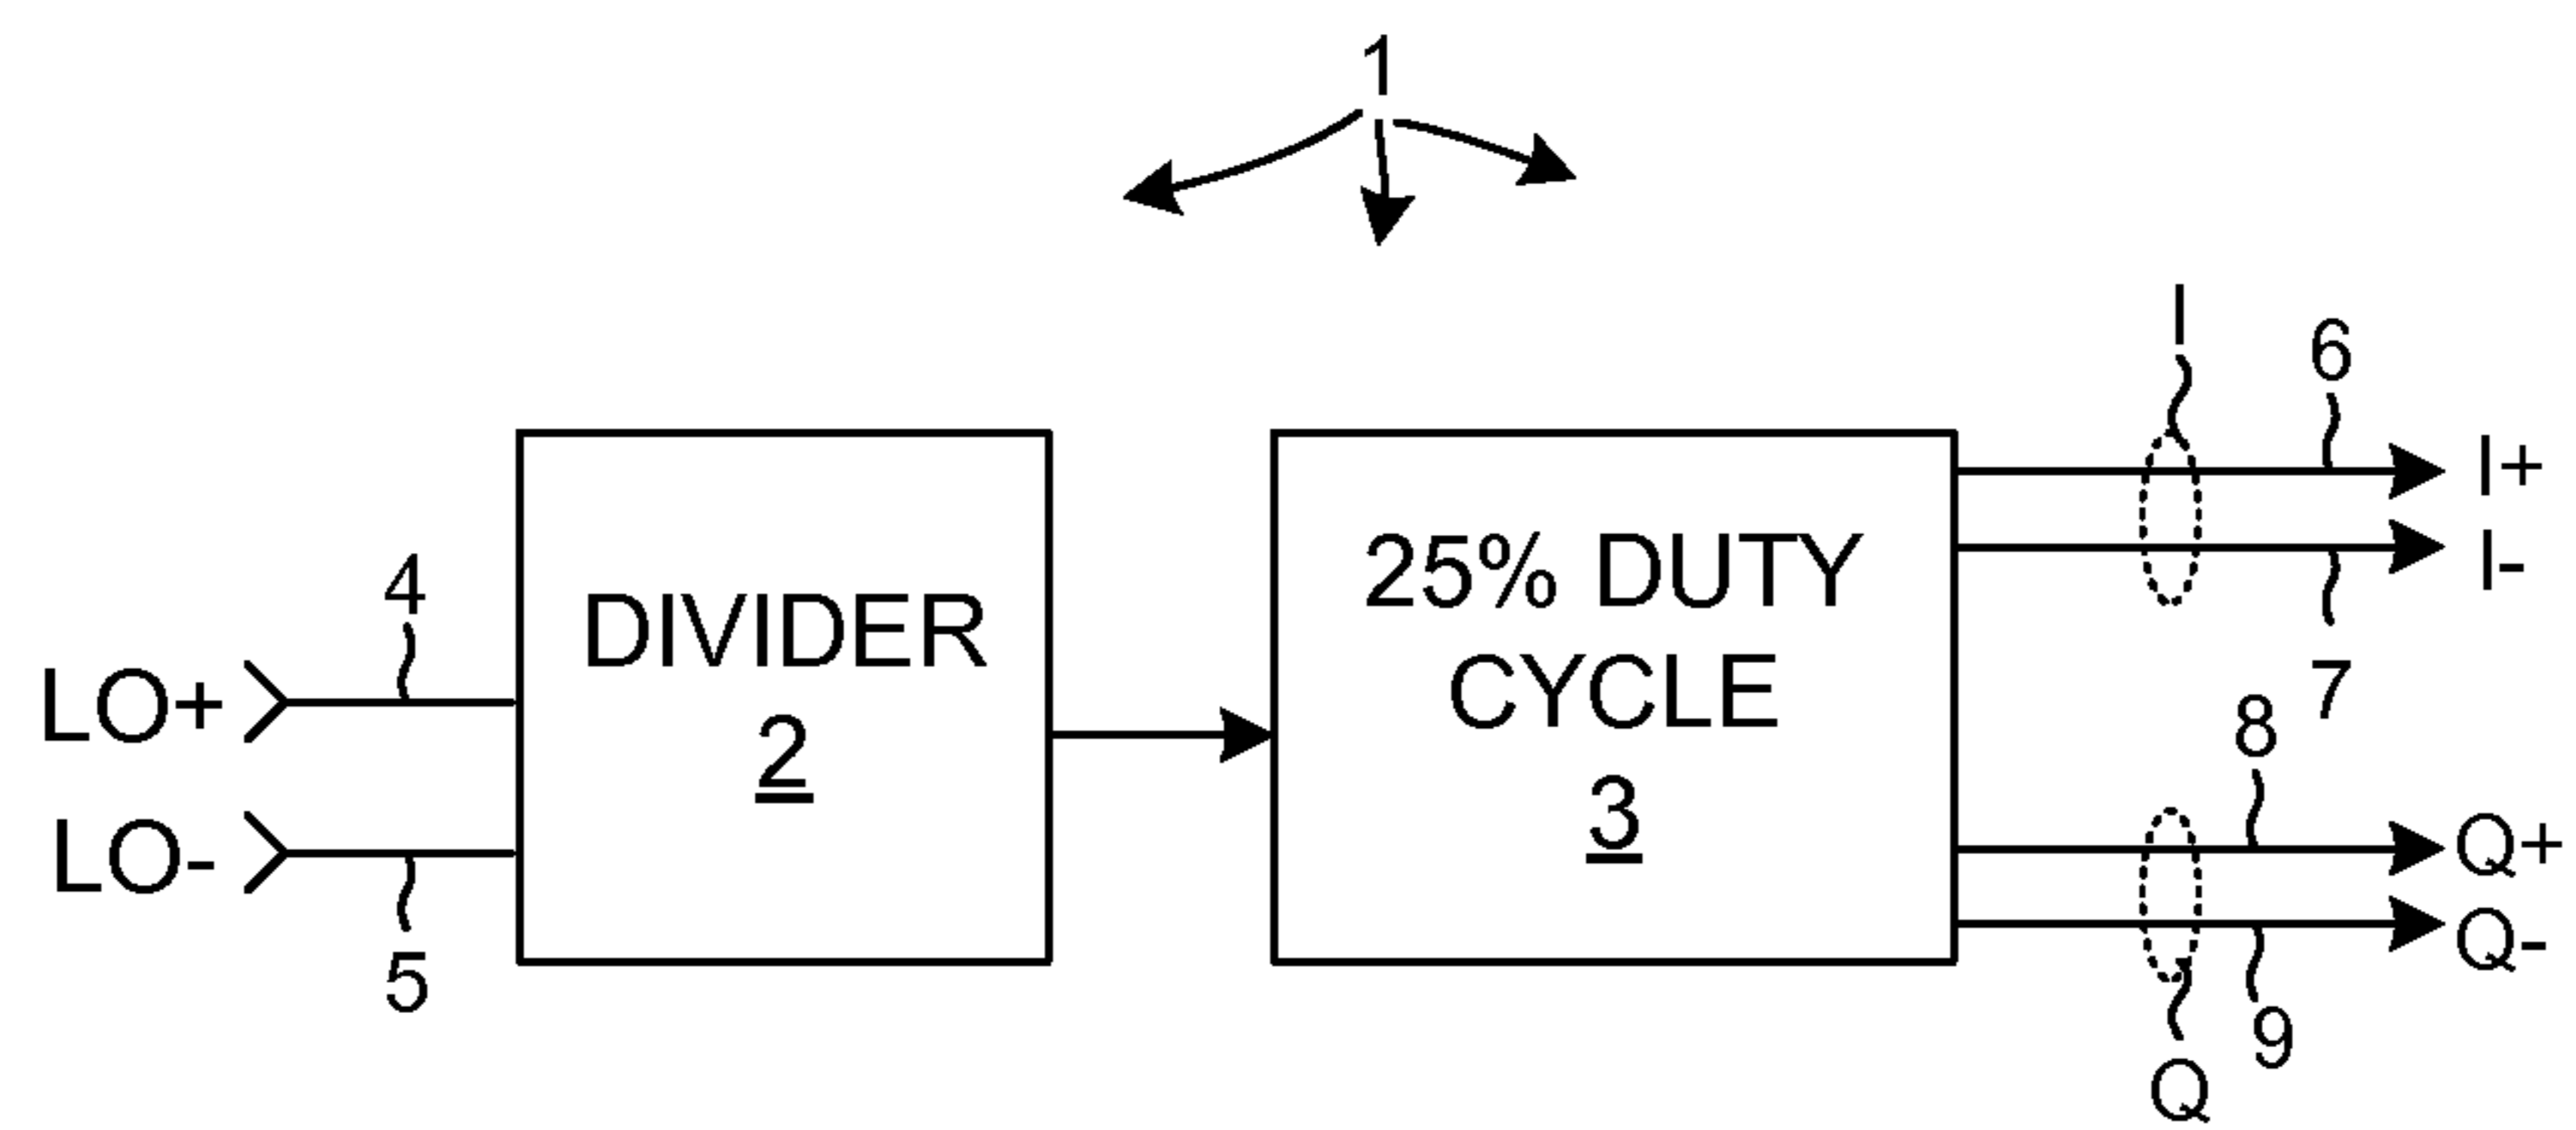 1
I
6
I+
I-
7
4
LO+
LO-
5
DIVIDER
2
25% DUTY
CYCLE
3
8
Q+
Q-
9
Q